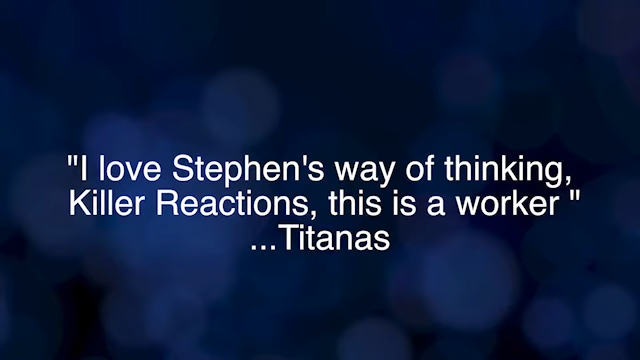 "I love Stephen's way of thinking,
Killer Reactions, this is a worker "
...Titanas